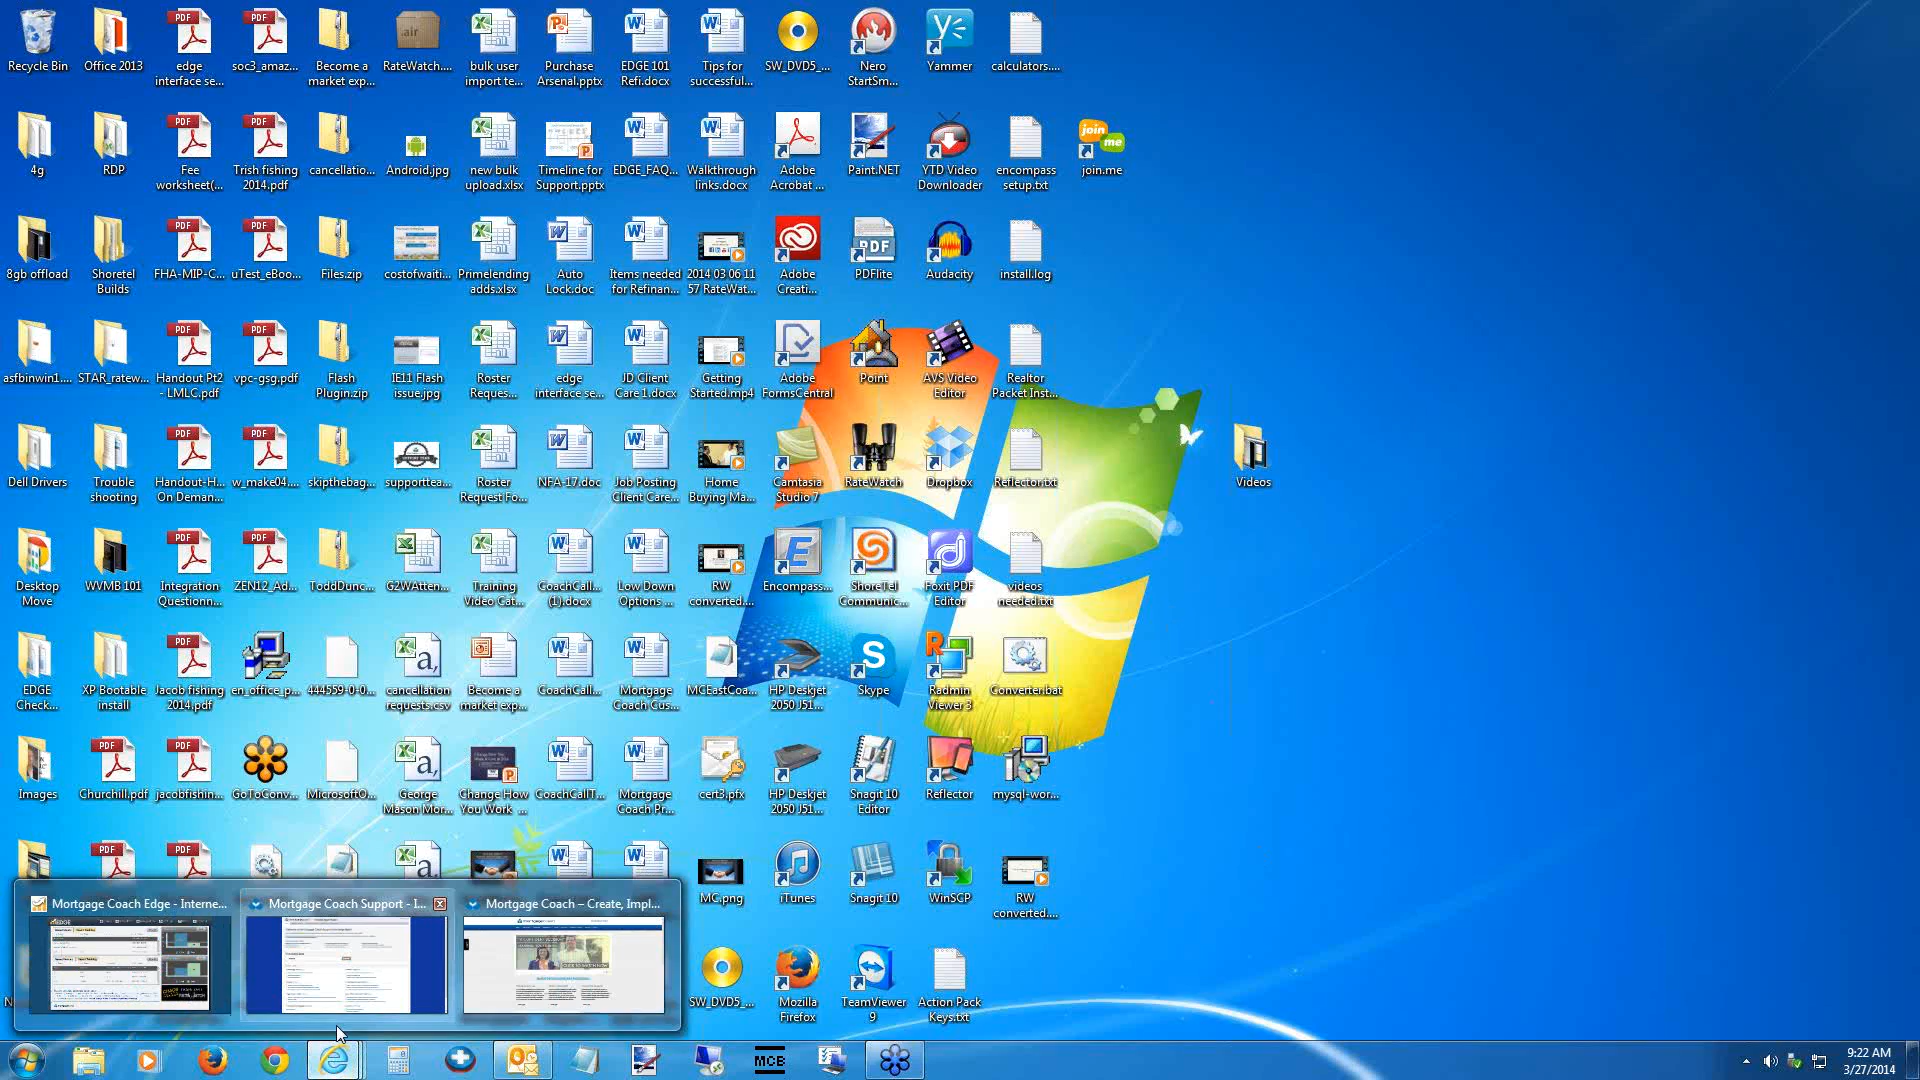 Recycle Bin
Office 2013
edge
interface se...
soc3_amaz...
Become a
market exp...
RateWatch....
bulk user
import te...
Purchase
Arsenal.pptx
EDGE 101
Refi.docx
Tips for
successful...
SW_DVD5_...
Nero
StartSm...
Yammer
calculators....
4g
RDP
Fee
worksheet(...
Trish fishing
2014.pdf
cancellatio...
Android.jpg
new bulk
upload.xlsx
Timeline for
Support.pptx
EDGE_FAQ...
Walkthrough
links.docx
Adobe
Acrobat ...
Paint.NET
YTD Video
Downloader
encompass
setup.txt
join.me
8gb offload
Shoretel
Builds
FHA-MIP-C...
uTest_eBoo...
Files.zip
costofwaiti...
Primelending
adds.xlsx
Auto
Lock.doc
Items needed
for Refinan...
2014 03 06 11
57 RateWat...
Adobe
Creati...
PDFlite
Audacity
install.log
asfbinwin1....
STAR_ratew...
Handout Pt2
- LMLC.pdf
vpc-gsg.pdf
Flash
Plugin.zip
IE11 Flash
issue.jpg
Roster
Reques...
edge
interface se...
JD Client
Care 1.docx
Getting
Started.mp4
Adobe
FormsCentral
Point
AVS Video
Editor
Realtor
Packet Inst...
Dell Drivers
Trouble
shooting
Handout-H...
On Deman...
w_make04....
skipthebag...
supporttea...
Roster
Request Fo...
NFA-17.doc
Job Posting
Client Care...
Home
Buying Ma...
Camtasia
Studio 7
RateWatch
Dropbox
Reflector.txt
Videos
Desktop
Move
WVMB 101
Integration
Questionn...
ZEN12_Ad...
ToddDunc...
G2WAtten...
Training
Video Cat...
CoachCall...
(1).docx
Low Down
Options ...
RW
converted....
Encompass...
ShoreTel
Communic...
Foxit PDF
Editor
videos
needed.txt
EDGE
Check...
XP Bootable
install
Jacob fishing
2014.pdf
en_office_p...
444559-0-0...
cancellation
requests.csv
Become a
market exp...
CoachCall...
Mortgage
Coach Cus...
MCEastCoa...
HP Deskjet
2050 J51...
Skype
Radmin
Viewer 3
Converter.bat
Images
Churchill.pdf
jacobfishin...
GoToConv...
MicrosoftO...
George
Mason Mor...
Change How
You Work ...
CoachCallT...
Mortgage
Coach Pr...
cert3.pfx
HP Deskjet
2050 J51...
Snagit 10
Editor
Reflector
mysql-wor...
MC.png
iTunes
Snagit 10
WinSCP
RW
converted....
Mortgage Coach Edge - Interne...
Mortgage Coach Support - I...
Mortgage Coach – Create, Impl...
SW_DVD5_...
Mozilla
Firefox
TeamViewer
9
Action Pack
Keys.txt
MCB
9:22 AM
3/27/2014